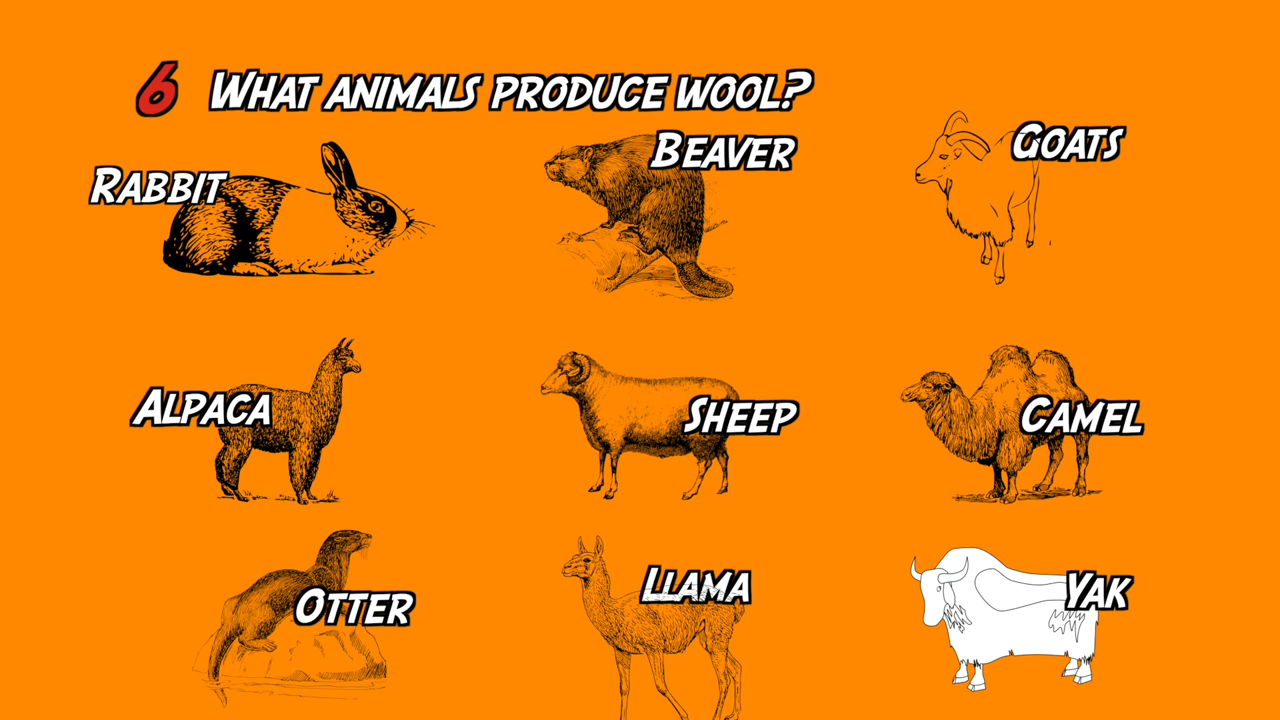 6 What animals produce wool?
Rabbit
Beaver
Goats
Alpaca
Sheep
Camel
Otter
Llama
Yak